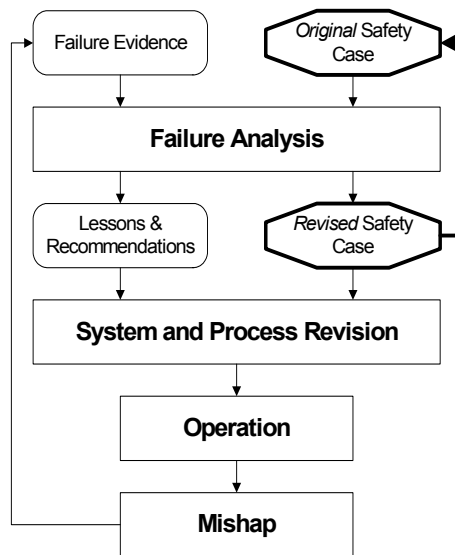 Failure Evidence
Original Safety
Case
Failure Analysis
Lessons &
Recommendations
Revised Safety
Case
System and Process Revision
Operation
Mishap